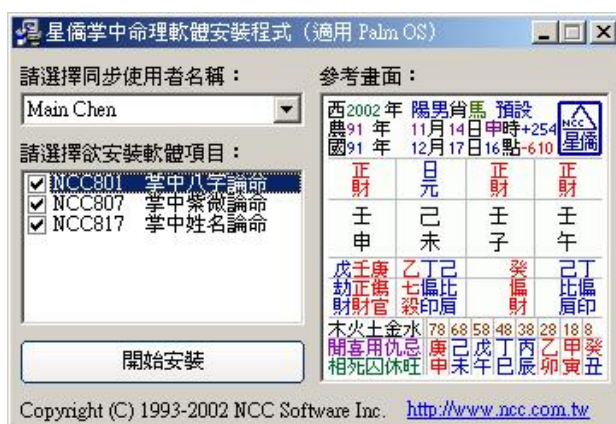 星僑掌中命理軟體安裝程式（適用 Palm OS）
請選擇同步使用者名稱：
Main Chen
請選擇欲安裝軟體項目：
NCC801 掌中八字論命
NCC807 掌中紫微論命
NCC817 掌中姓名論命
開始安裝
參考畫面：
西2002年 陽男肖馬 預設
農91 年 11月14日申時+254
國91 年 12月17日16點-610
NCC
星僑
正 日 正 正
財 元 財 財
壬 己 壬 壬
申 未 子 午
戊壬庚 乙丁己 癸 己丁
劫正傷 七偏比 偏 比偏
財財官 殺印肩 財 肩印
木火土金水 78 68 58 48 38 28 18 8
閒喜用仇忌 庚己戊丁丙乙甲癸
相死囚休旺 申未午巳辰卯寅丑
Copyright (C) 1993-2002 NCC Software Inc. http://www.ncc.com.tw